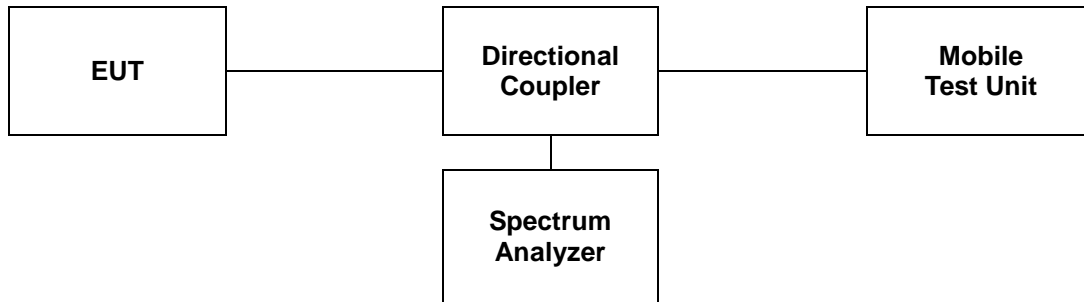 EUT
Directional
Coupler
Mobile
Test Unit
Spectrum
Analyzer